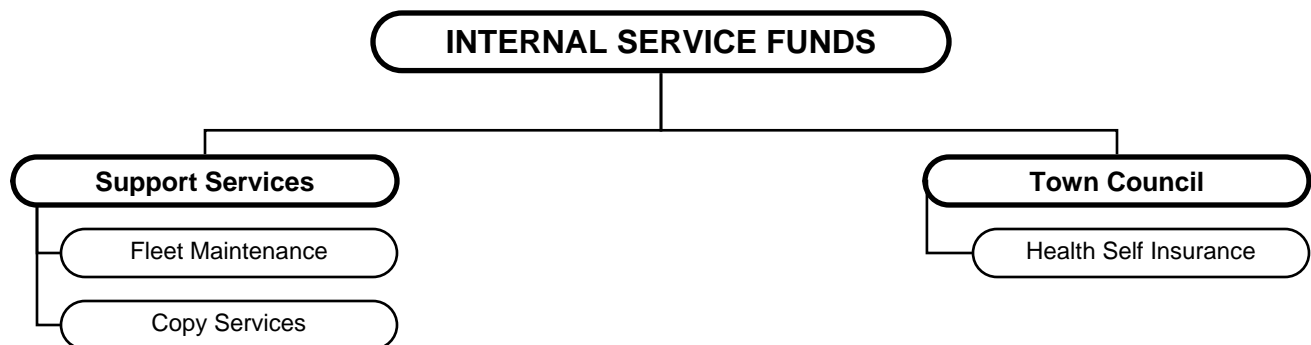 INTERNAL SERVICE FUNDS
Support Services
Town Council
Fleet Maintenance
Health Self Insurance
Copy Services